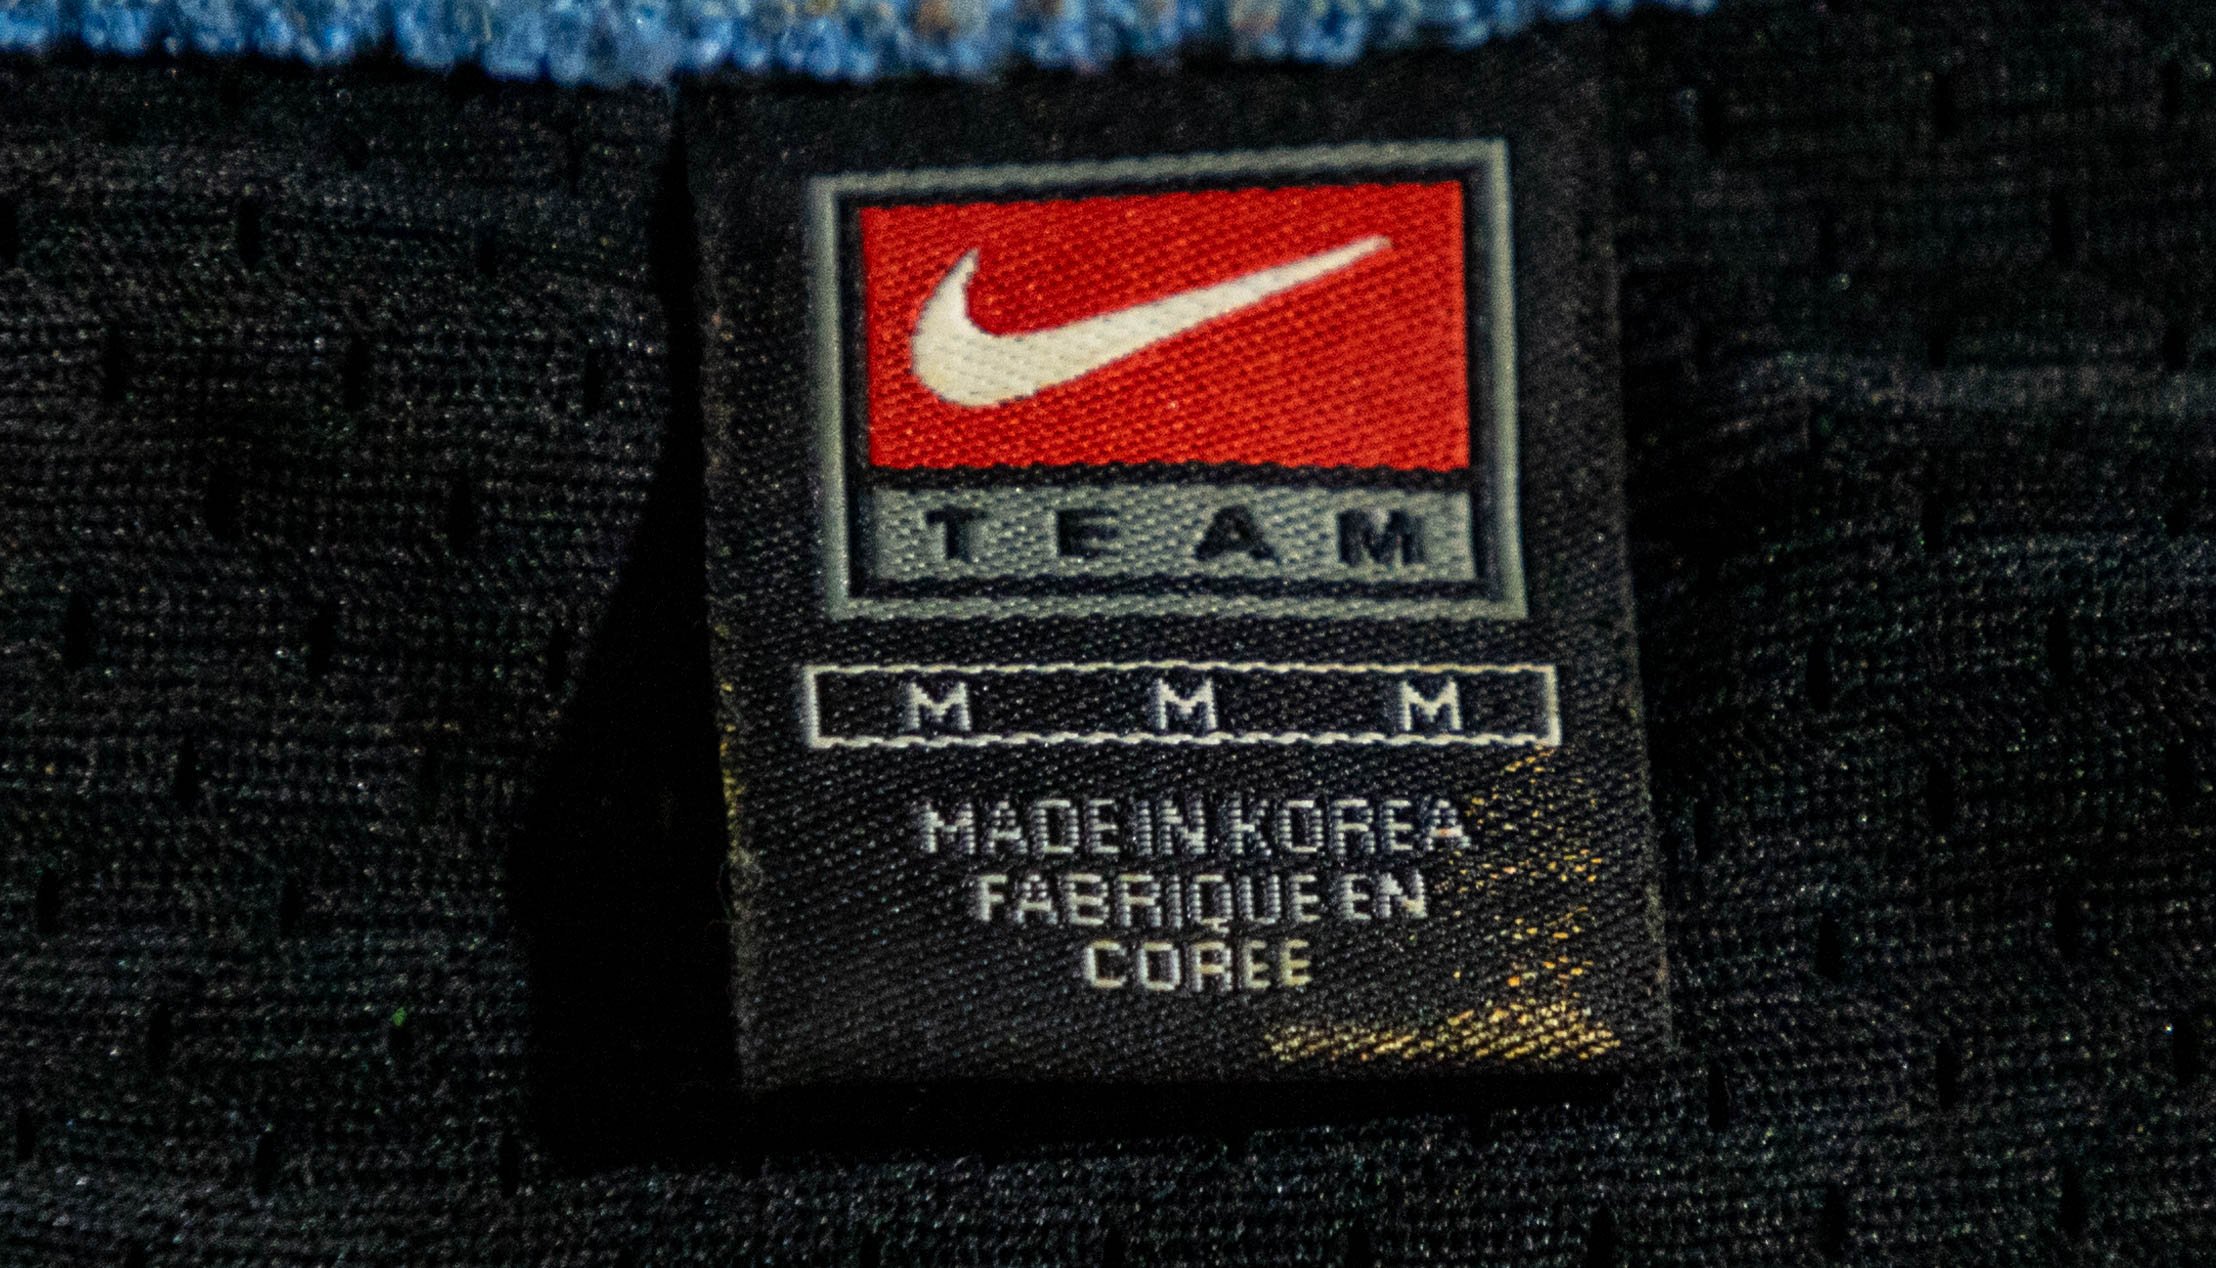 TEAM
M M M
MADE IN KOREA
FABRIQUE EN
COREE